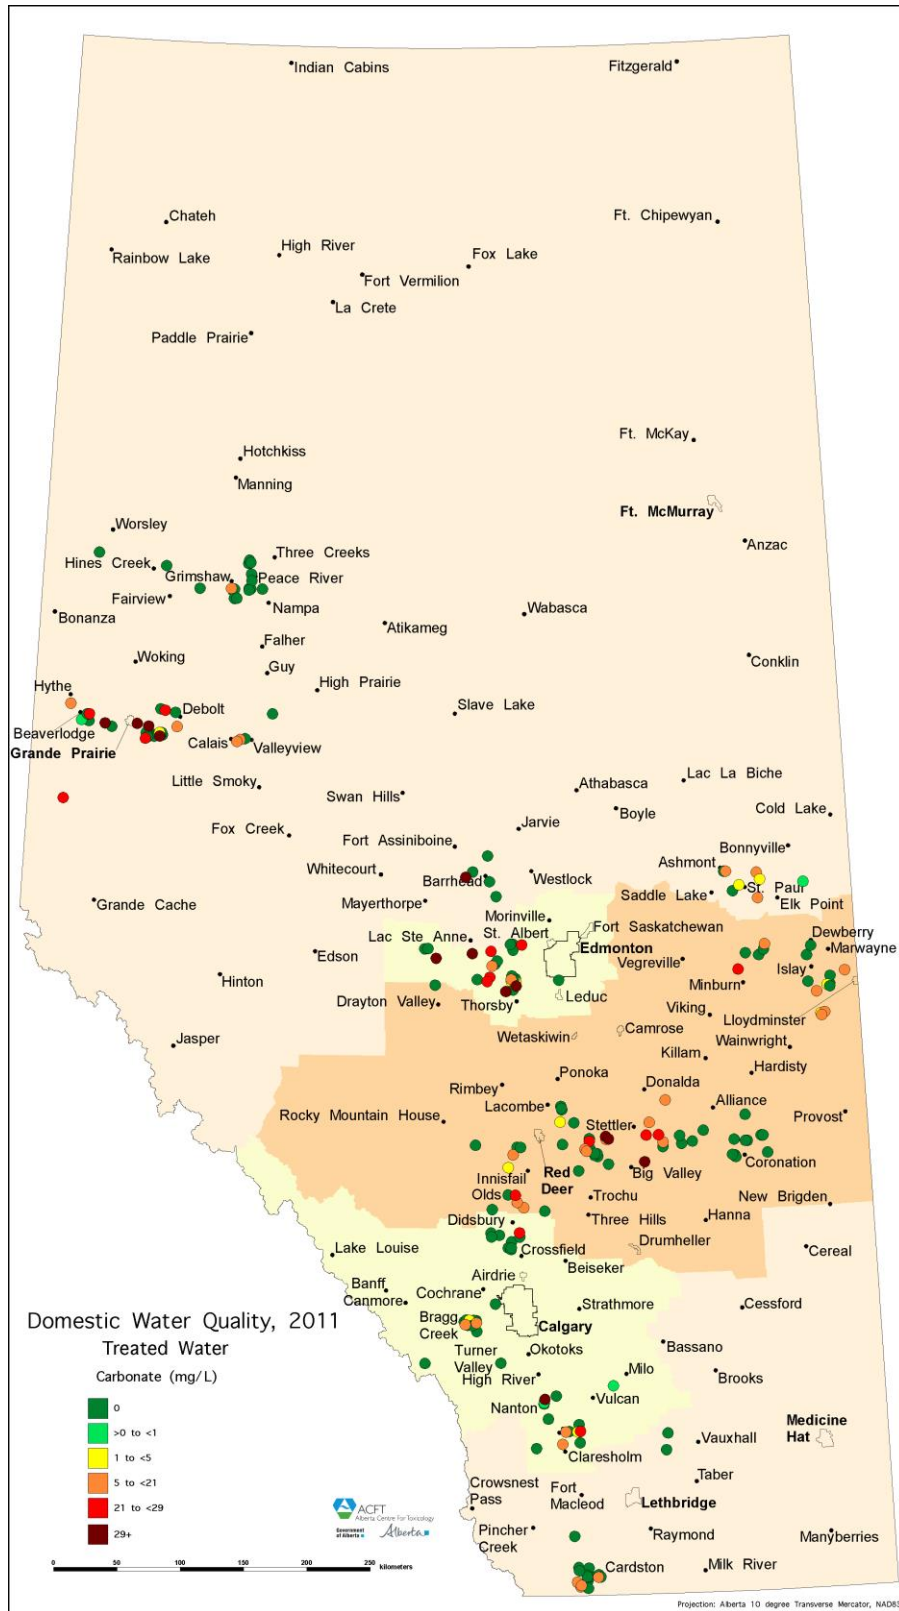 Indian Cabins
Fitzgerald
Chateh
Ft. Chipewyan
Rainbow Lake
High River
Fox Lake
Fort Vermilion
La Crete
Paddle Prairie
Ft. McKay
Hotchkiss
Manning
Ft. McMurray
Worsley
Anzac
Three Creeks
Hines Creek
Grimshaw
Peace River
Fairview
Nampa
Bonanza
Wabasca
Atikameg
Falher
Woking
Conklin
Guy
Hythe
High Prairie
Debolt
Slave Lake
Beaverlodge
Calais
Valleyview
Grande Prairie
Lac La Biche
Little Smoky
Athabasca
Swan Hills
Cold Lake
Boyle
Fox Creek
Jarvie
Fort Assiniboine
Bonnyville
Whitecourt
Ashmont
Barrhead
Westlock
St. Paul
Saddle Lake
Elk Point
Grande Cache
Mayerthorpe
Morinville
Fort Saskatchewan
Lac Ste Anne
St. Albert
Dewberry
Edson
Edmonton
Marwayne
Vegreville
Islay
Hinton
Minburn
Drayton Valley
Thorsby
Leduc
Viking
Lloydminster
Wetaskiwin
Camrose
Jasper
Wainwright
Killam
Hardisty
Ponoka
Rimbey
Donalda
Rocky Mountain House
Lacombe
Alliance
Provost
Stettler
Innisfail
Red
Deer
Big Valley
Coronation
Olds
Trochu
New Brigden
Didsbury
Three Hills
Hanna
Lake Louise
Crossfield
Drumheller
Cereal
Beiseker
Airdrie
Banff
Canmore
Cochrane
Strathmore
Cessford
Domestic Water Quality, 2011
Bragg
Creek
Calgary
Treated Water
Turner
Valley
Okotoks
Bassano
Carbonate (mg/L)
High River
Milo
Brooks
0
Nanton
Vulcan
>0 to <1
Medicine
Hat
1 to <5
Vauxhall
Claresholm
5 to <21
Crowsnest
Pass
Fort
Macleod
Taber
21 to <29
Lethbridge
29+
ACFT
Alberta Centre For Toxicology
Government
of Alberta
Alberta
Pincher
Creek
Raymond
Manyberries
0 50 100 150 200 250
kilometers
Cardston
Milk River
Projection: Alberta 10 degree Transverse Mercator, NAD83